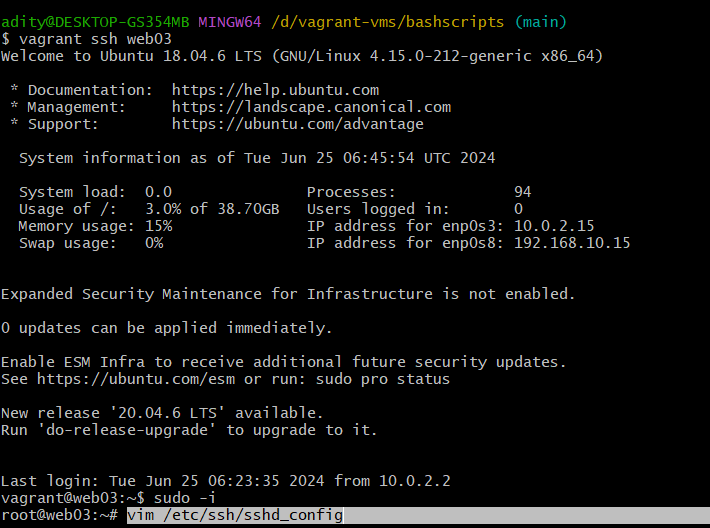 adity@DESKTOP-GS354MB MINGW64 /d/vagrant-vms/bashscripts (main)
$ vagrant ssh web03
Welcome to Ubuntu 18.04.6 LTS (GNU/Linux 4.15.0-212-generic x86_64)
* Documentation:  https://help.ubuntu.com
* Management:     https://landscape.canonical.com
* Support:        https://ubuntu.com/advantage
System information as of Tue Jun 25 06:45:54 UTC 2024
System load:  0.0               Processes:             94
Usage of /:   3.0% of 38.70GB   Users logged in:       0
Memory usage: 15%               IP address for enp0s3: 10.0.2.15
Swap usage:   0%                IP address for enp0s8: 192.168.10.15
Expanded Security Maintenance for Infrastructure is not enabled.
0 updates can be applied immediately.
Enable ESM Infra to receive additional future security updates.
See https://ubuntu.com/esm or run: sudo pro status
New release '20.04.6 LTS' available.
Run 'do-release-upgrade' to upgrade to it.
Last login: Tue Jun 25 06:23:35 2024 from 10.0.2.2
vagrant@web03:~$ sudo -i
root@web03:~# vim /etc/ssh/sshd_config